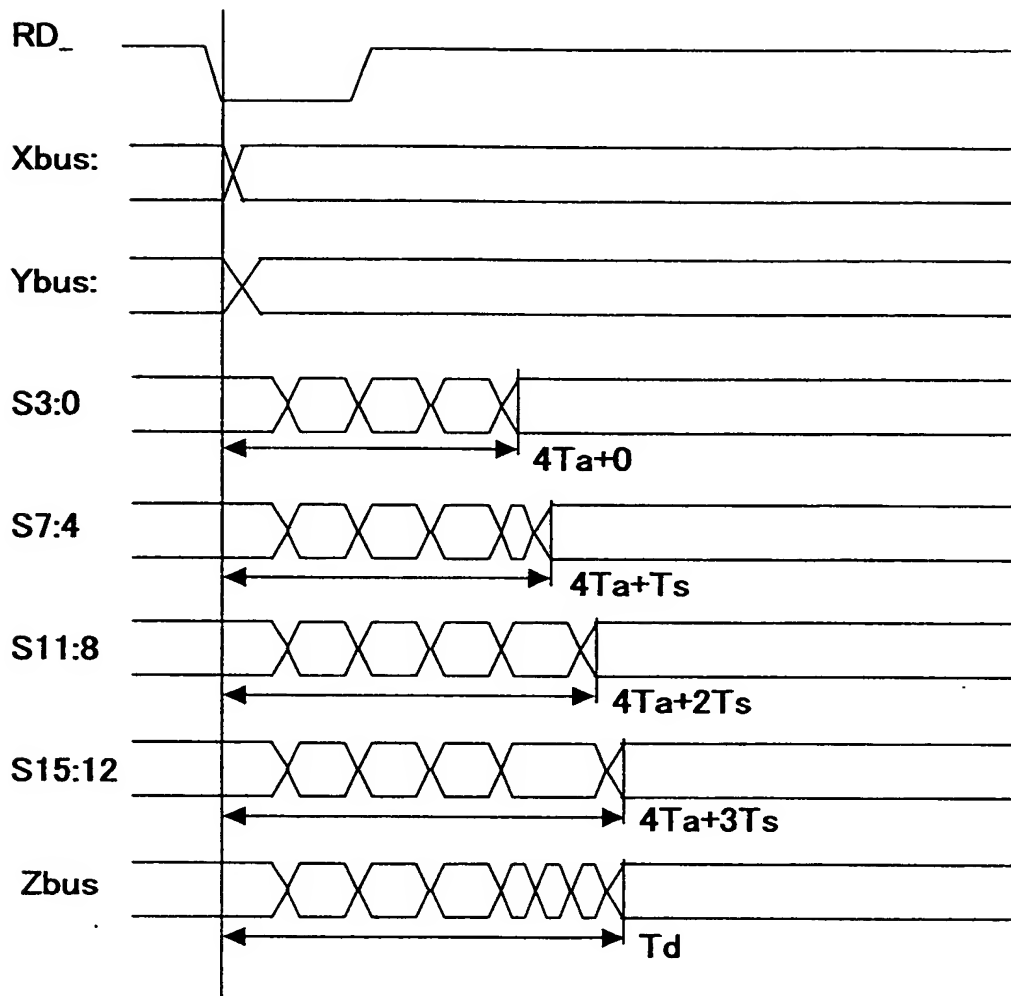 RD_
Xbus:
Ybus:
S3:0
4Ta+0
S7:4
4Ta+Ts
S11:8
4Ta+2Ts
S15:12
4Ta+3Ts
Zbus
Td